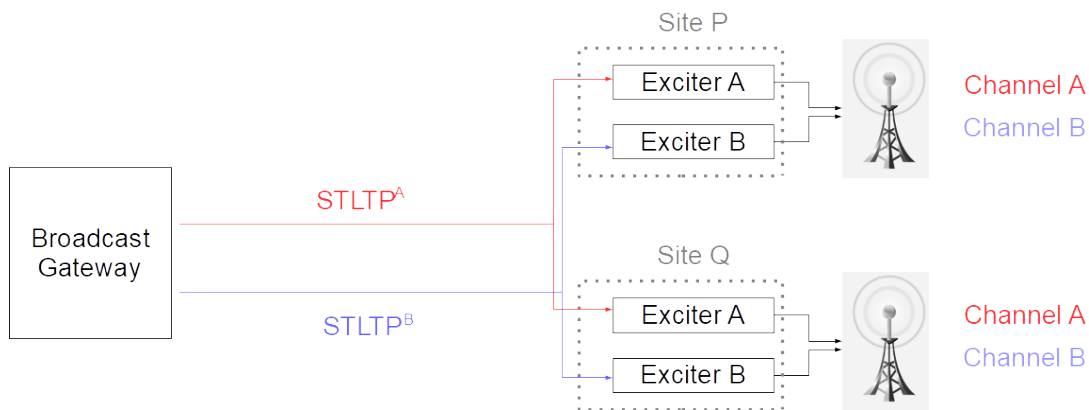 Site P
Exciter A
Exciter B
Channel A
Channel B
Broadcast
Gateway
STLTP^A
STLTP^B
Site Q
Exciter A
Exciter B
Channel A
Channel B